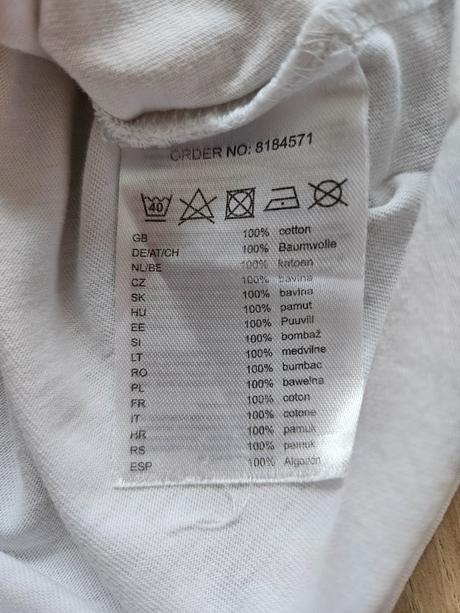 ORDER NO: 8184571
40
GB 100% cotton
DE/AT/CH 100% Baumwolle
NL/BE 100% katoen
CZ 100% bavlna
SK 100% bavlna
HU 100% pamut
EE 100% Puuvill
SI 100% bombaž
LT 100% medvilnė
RO 100% bumbac
PL 100% bawełna
FR 100% coton
IT 100% cotone
HR 100% pamuk
RS 100% pamuk
ESP 100% Algodón